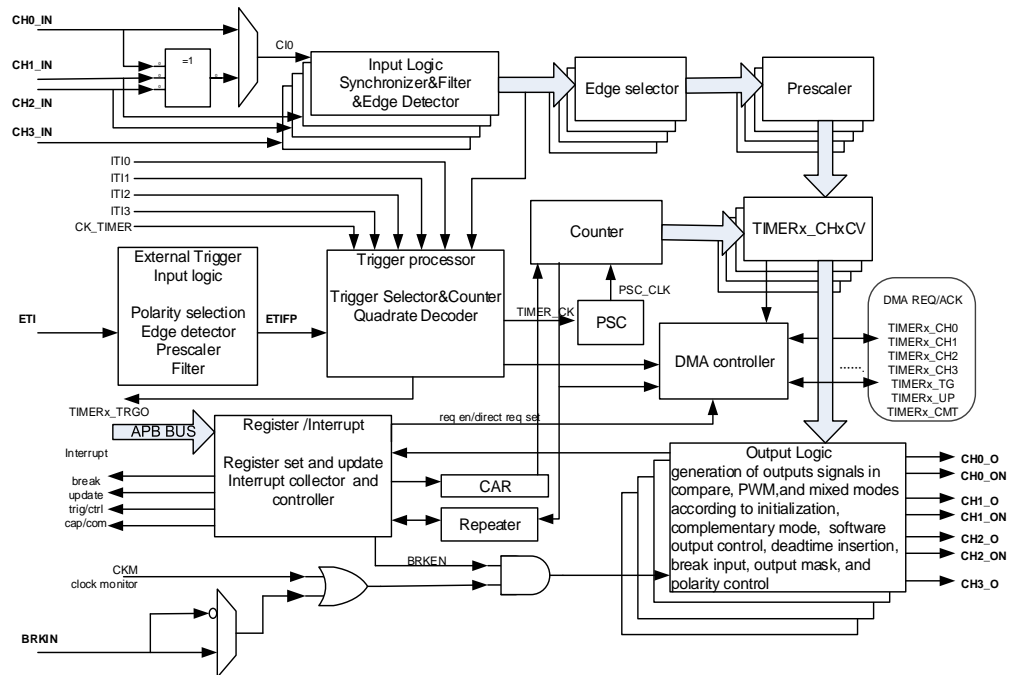 CH0_IN
CH1_IN
CH2_IN
CH3_IN
=1
CI0
Input Logic
Synchronizer&Filter
&Edge Detector
Edge selector
Prescaler
ITI0
ITI1
ITI2
ITI3
CK_TIMER
Counter
TIMERx_CHxCV
External Trigger
Input logic
Polarity selection
Edge detector
Prescaler
Filter
ETI
ETIFP
Trigger processor
Trigger Selector&Counter
Quadrate Decoder
TIMER_CK
PSC_CLK
PSC
DMA controller
DMA REQ/ACK
TIMERx_CH0
TIMERx_CH1
TIMERx_CH2
TIMERx_CH3
TIMERx_TG
TIMERx_UP
TIMERx_CMT
......
TIMERx_TRGO
APB BUS
Interrupt
break
update
trig/ctrl
cap/com
Register /Interrupt
Register set and update
Interrupt collector and
controller
req en/direct req set
CAR
Repeater
Output Logic
generation of outputs signals in
compare, PWM,and mixed modes
according to initialization,
complementary mode, software
output control, deadtime insertion,
break input, output mask, and
polarity control
CH0_O
CH0_ON
CH1_O
CH1_ON
CH2_O
CH2_ON
CH3_O
BRKEN
CKM
clock monitor
BRKIN